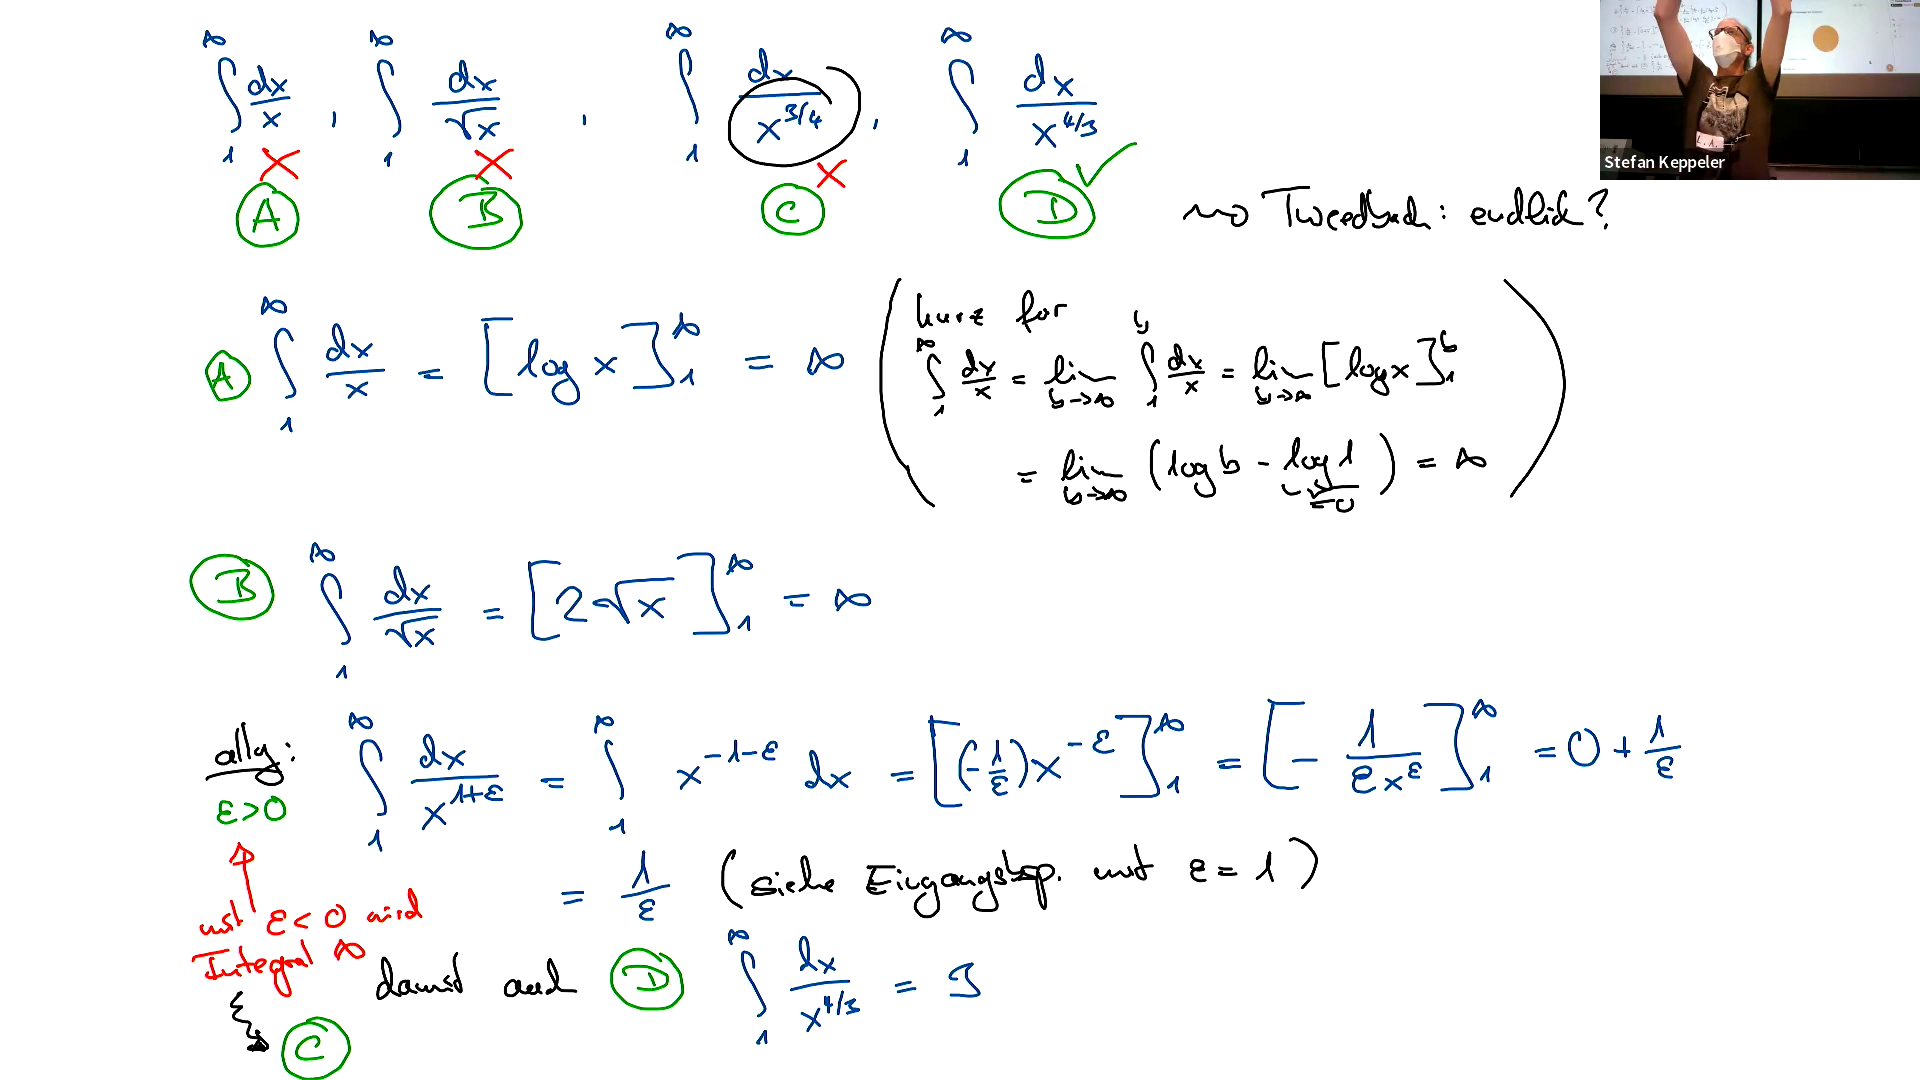 ∫₁^∞ dx/x , ∫₁^∞ dx/√x , ∫₁^∞ dx/x^{3/4} , ∫₁^∞ dx/x^{4/3}
A B C D
⇝ Tweedback: endlich?
Stefan Keppeler
A ∫₁^∞ dx/x = [log x]₁^∞ = ∞
( kurz für
∫₁^∞ dx/x = lim_{b→∞} ∫₁^b dx/x = lim_{b→∞} [log x]₁^b
= lim_{b→∞} (log b - log 1) = ∞ )
=0
B ∫₁^∞ dx/√x = [2√x]₁^∞ = ∞
allg: ∫₁^∞ dx/x^{1+ε} = ∫₁^∞ x^{-1-ε} dx = [(-1/ε) x^{-ε}]₁^∞ = [- 1/(ε x^ε)]₁^∞ = 0 + 1/ε
ε>0
= 1/ε (siehe Eingangsbsp. mit ε = 1)
mit ε < 0 wird
Integral ∞
C
damit auch D ∫₁^∞ dx/x^{4/3} = 3